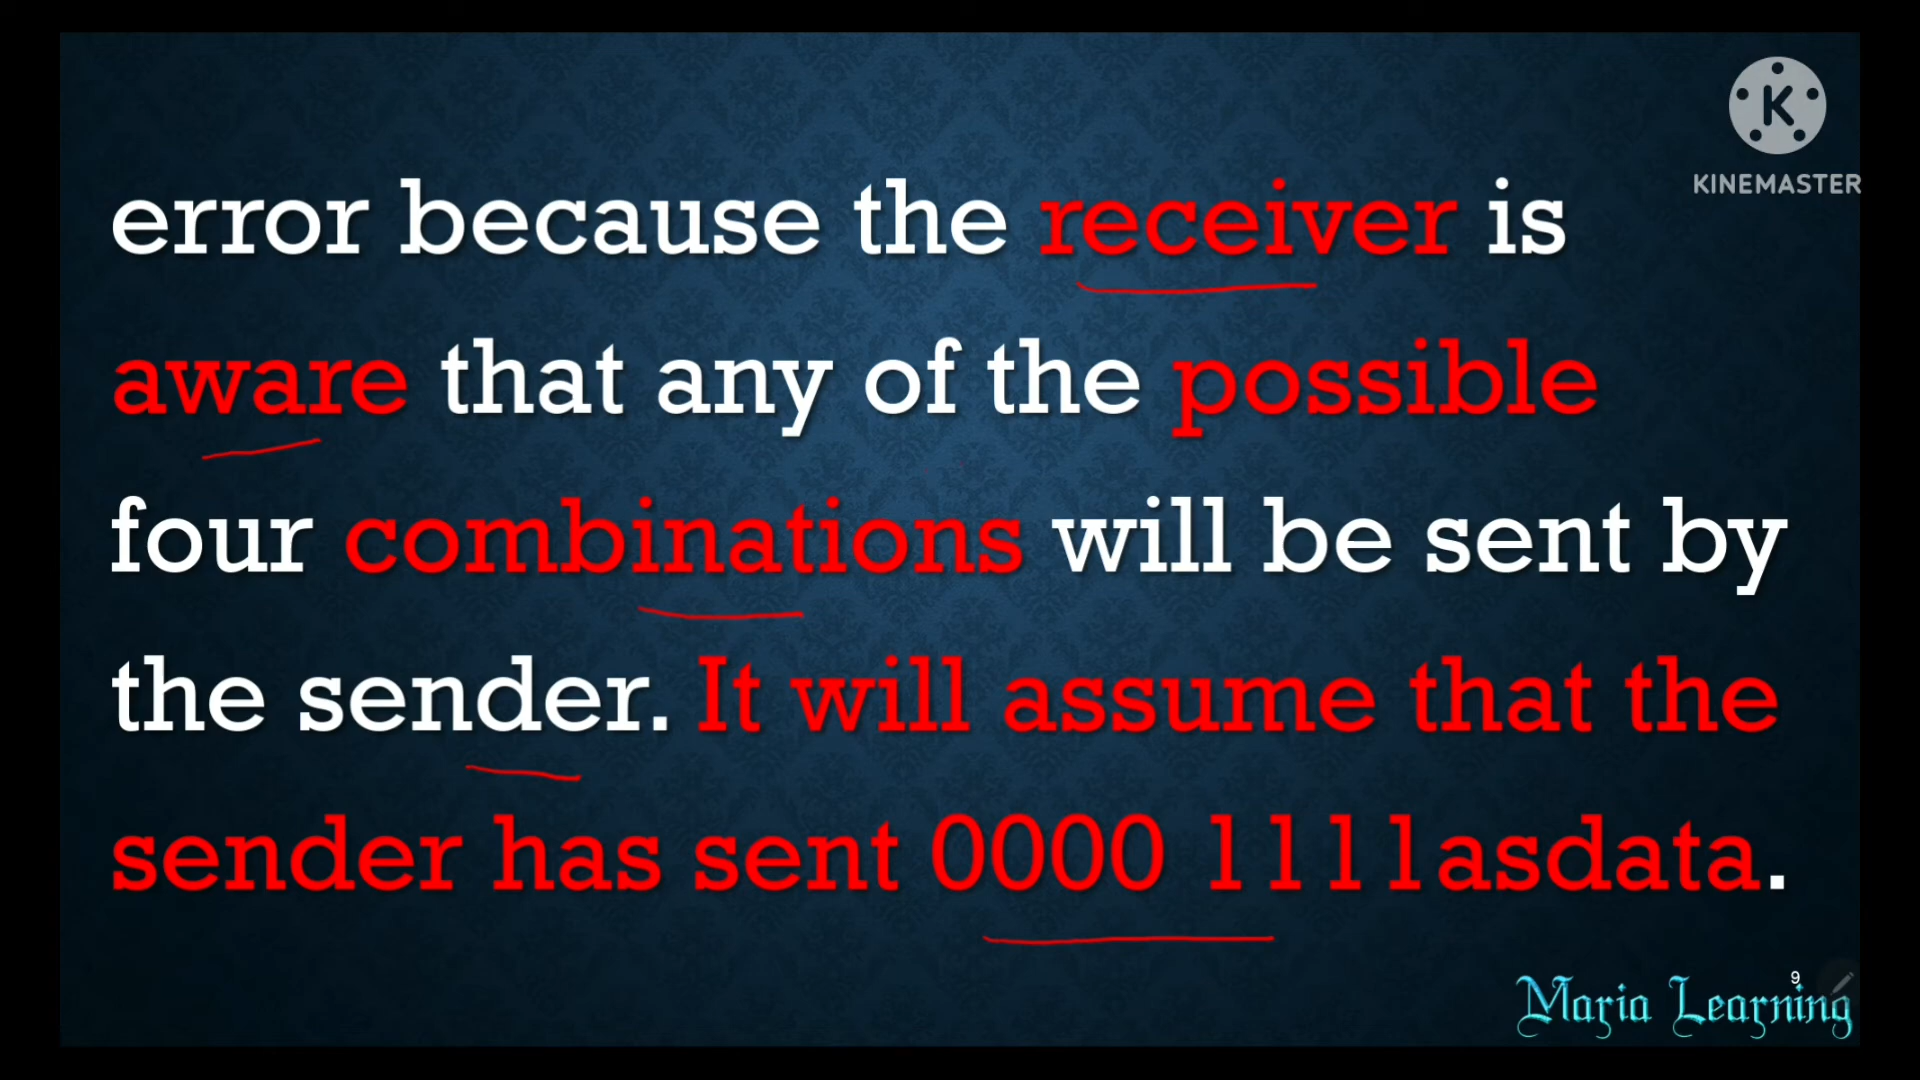 K
KINEMASTER
error because the receiver is
aware that any of the possible
four combinations will be sent by
the sender. It will assume that the
sender has sent 0000 1111asdata.
9
Maria Learning